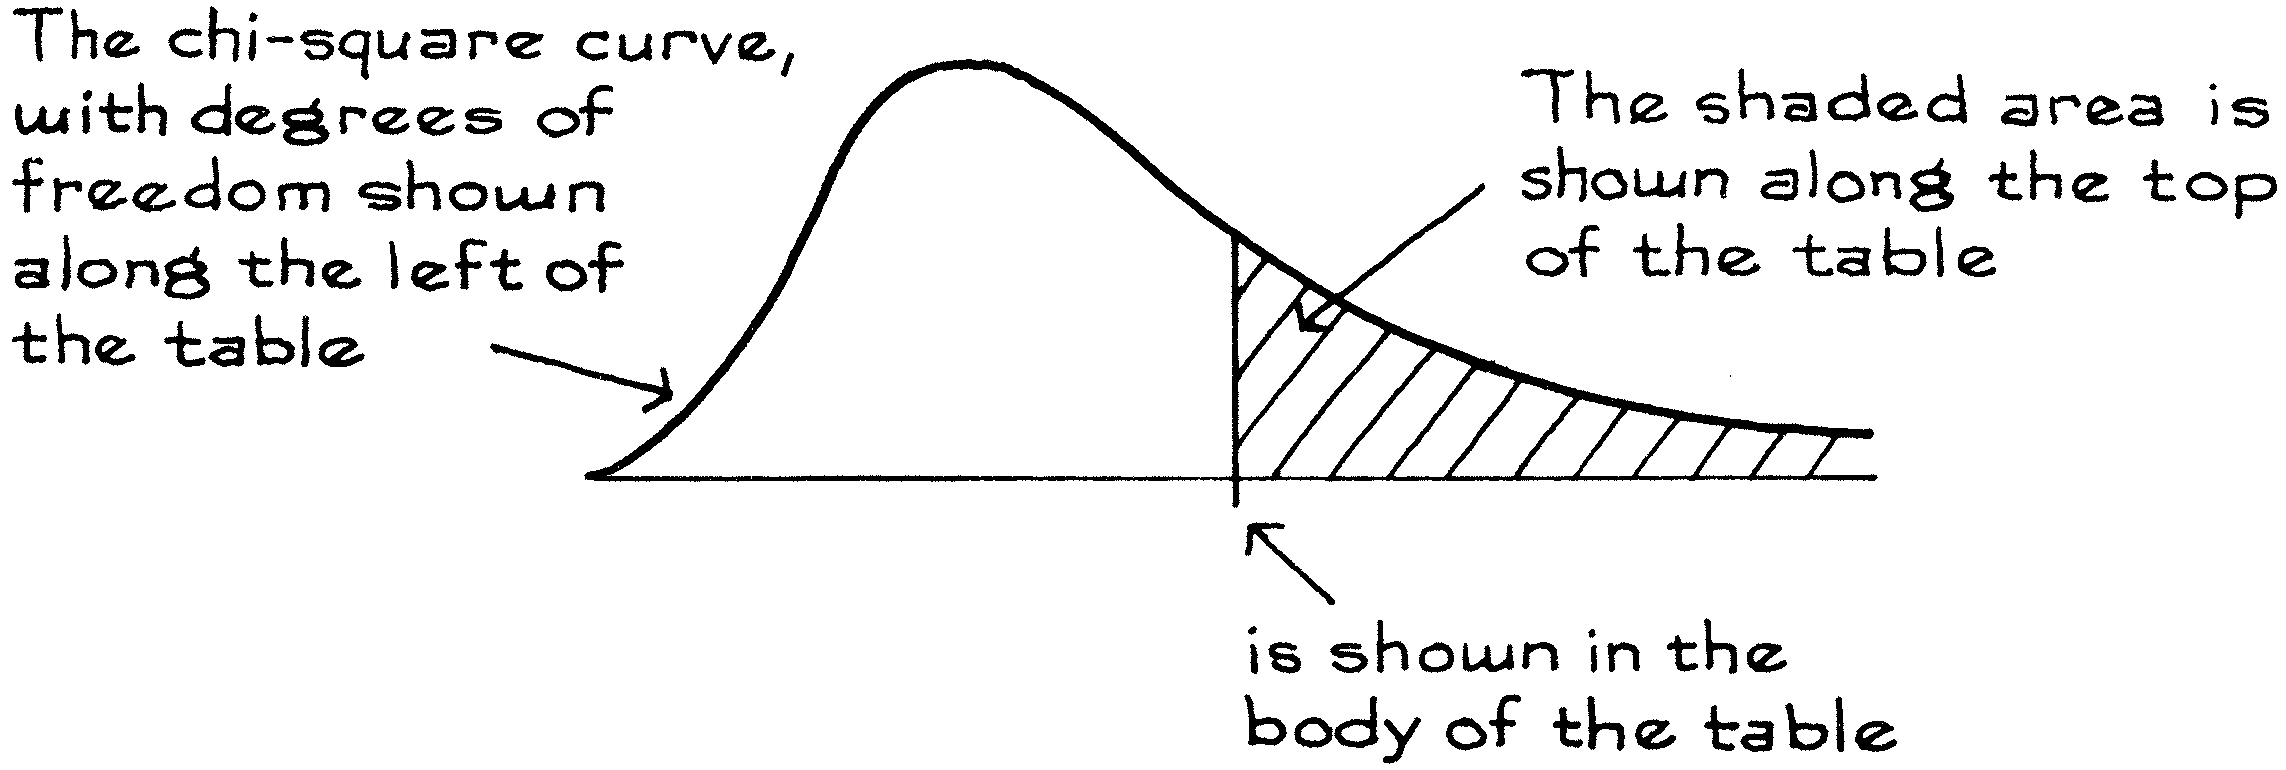 The chi-square curve,
with degrees of
freedom shown
along the left of
the table
The shaded area is
shown along the top
of the table
is shown in the
body of the table